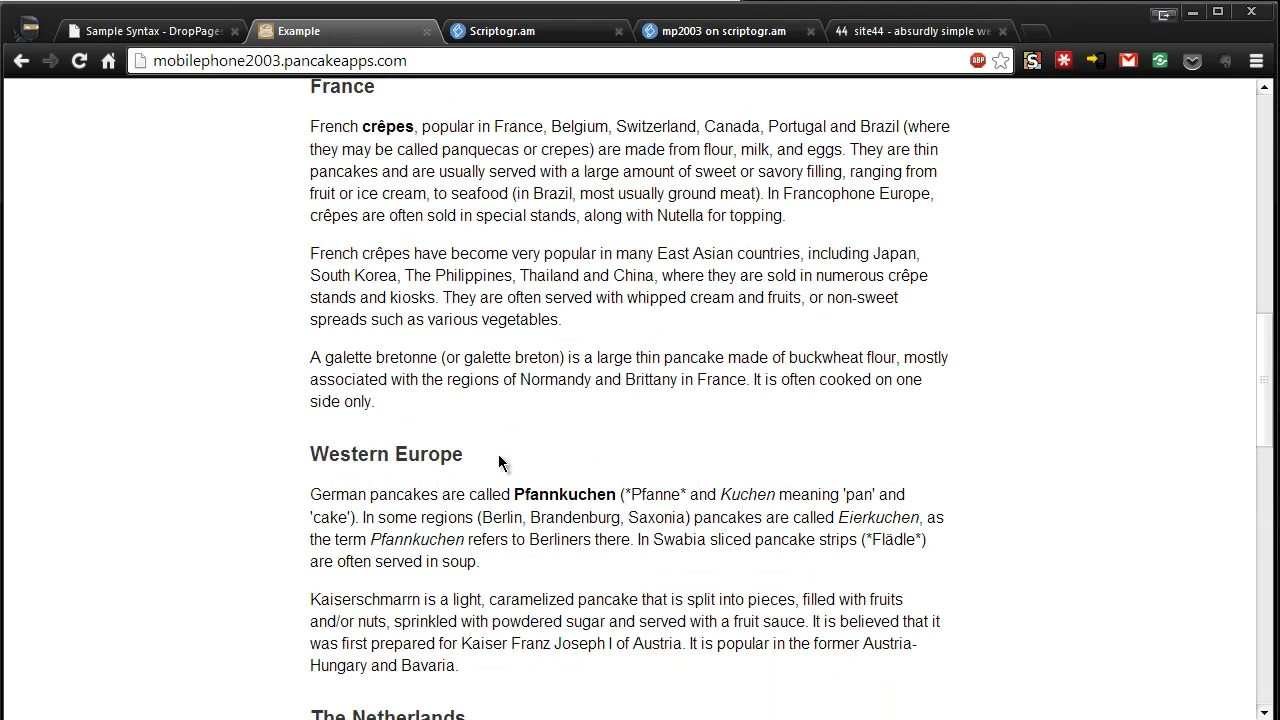 Sample Syntax - DropPage
Example
Scriptogr.am
mp2003 on scriptogr.am
44 site44 - absurdly simple we
mobilephone2003.pancakeapps.com
ABP
France
French crêpes, popular in France, Belgium, Switzerland, Canada, Portugal and Brazil (where
they may be called panquecas or crepes) are made from flour, milk, and eggs. They are thin
pancakes and are usually served with a large amount of sweet or savory filling, ranging from
fruit or ice cream, to seafood (in Brazil, most usually ground meat). In Francophone Europe,
crêpes are often sold in special stands, along with Nutella for topping.
French crêpes have become very popular in many East Asian countries, including Japan,
South Korea, The Philippines, Thailand and China, where they are sold in numerous crêpe
stands and kiosks. They are often served with whipped cream and fruits, or non-sweet
spreads such as various vegetables.
A galette bretonne (or galette breton) is a large thin pancake made of buckwheat flour, mostly
associated with the regions of Normandy and Brittany in France. It is often cooked on one
side only.
Western Europe
German pancakes are called Pfannkuchen (*Pfanne* and Kuchen meaning 'pan' and
'cake'). In some regions (Berlin, Brandenburg, Saxonia) pancakes are called Eierkuchen, as
the term Pfannkuchen refers to Berliners there. In Swabia sliced pancake strips (*Flädle*)
are often served in soup.
Kaiserschmarrn is a light, caramelized pancake that is split into pieces, filled with fruits
and/or nuts, sprinkled with powdered sugar and served with a fruit sauce. It is believed that it
was first prepared for Kaiser Franz Joseph I of Austria. It is popular in the former Austria-
Hungary and Bavaria.
The Netherlands